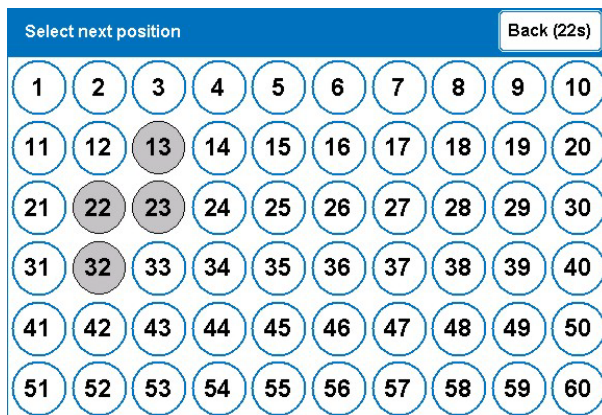 Select next position Back (22s)
1 2 3 4 5 6 7 8 9 10
11 12 13 14 15 16 17 18 19 20
21 22 23 24 25 26 27 28 29 30
31 32 33 34 35 36 37 38 39 40
41 42 43 44 45 46 47 48 49 50
51 52 53 54 55 56 57 58 59 60